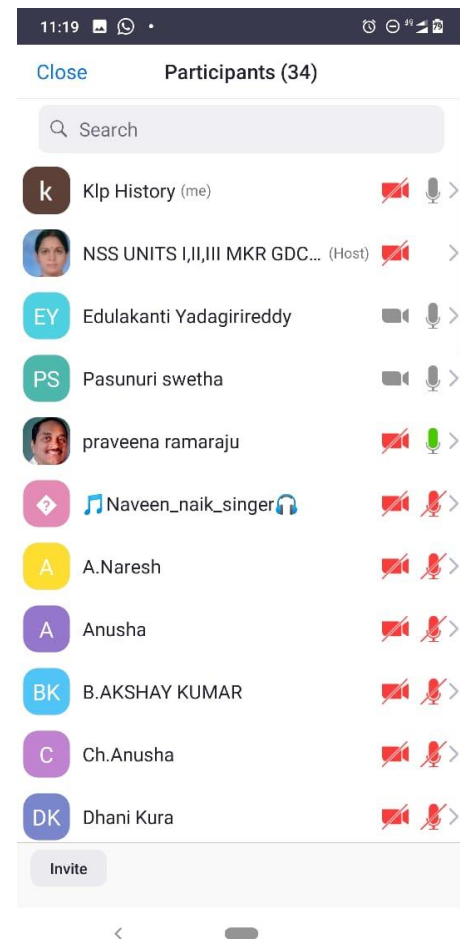 11:19
79
Close Participants (34)
Search
k Klp History (me)
NSS UNITS I,II,III MKR GDC... (Host)
EY Edulakanti Yadagirireddy
PS Pasunuri swetha
praveena ramaraju
🎵Naveen_naik_singer🎧
A A.Naresh
A Anusha
BK B.AKSHAY KUMAR
C Ch.Anusha
DK Dhani Kura
Invite